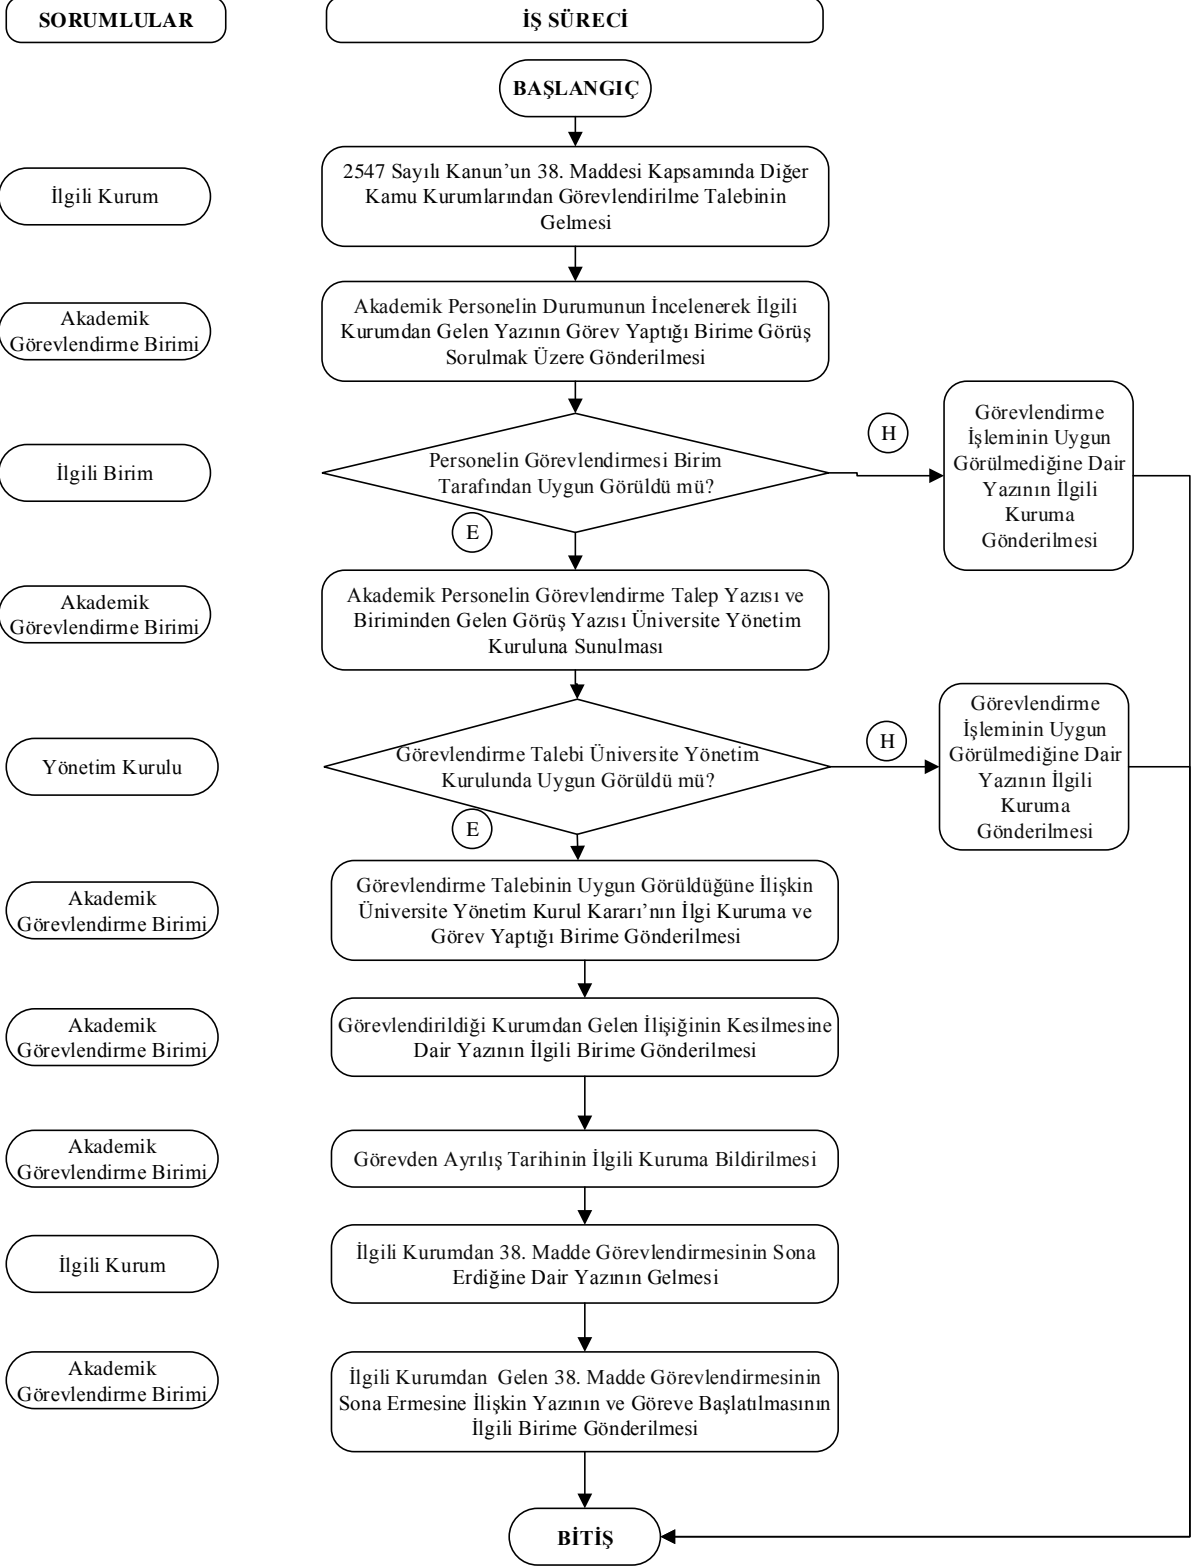 SORUMLULAR
İŞ SÜRECİ
BAŞLANGIÇ
İlgili Kurum
2547 Sayılı Kanun’un 38. Maddesi Kapsamında Diğer
Kamu Kurumlarından Görevlendirilme Talebinin
Gelmesi
Akademik
Görevlendirme Birimi
Akademik Personelin Durumunun İncelenerek İlgili
Kurumdan Gelen Yazının Görev Yaptığı Birime Görüş
Sorulmak Üzere Gönderilmesi
İlgili Birim
Personelin Görevlendirmesi Birim
Tarafından Uygun Görüldü mü?
H
Görevlendirme
İşleminin Uygun
Görülmediğine Dair
Yazının İlgili
Kuruma
Gönderilmesi
E
Akademik
Görevlendirme Birimi
Akademik Personelin Görevlendirme Talep Yazısı ve
Biriminden Gelen Görüş Yazısı Üniversite Yönetim
Kuruluna Sunulması
Yönetim Kurulu
Görevlendirme Talebi Üniversite Yönetim
Kurulunda Uygun Görüldü mü?
H
Görevlendirme
İşleminin Uygun
Görülmediğine Dair
Yazının İlgili
Kuruma
Gönderilmesi
E
Akademik
Görevlendirme Birimi
Görevlendirme Talebinin Uygun Görüldüğüne İlişkin
Üniversite Yönetim Kurul Kararı’nın İlgi Kuruma ve
Görev Yaptığı Birime Gönderilmesi
Akademik
Görevlendirme Birimi
Görevlendirildiği Kurumdan Gelen İlişiğinin Kesilmesine
Dair Yazının İlgili Birime Gönderilmesi
Akademik
Görevlendirme Birimi
Görevden Ayrılış Tarihinin İlgili Kuruma Bildirilmesi
İlgili Kurum
İlgili Kurumdan 38. Madde Görevlendirmesinin Sona
Erdiğine Dair Yazının Gelmesi
Akademik
Görevlendirme Birimi
İlgili Kurumdan Gelen 38. Madde Görevlendirmesinin
Sona Ermesine İlişkin Yazının ve Göreve Başlatılmasının
İlgili Birime Gönderilmesi
BİTİŞ